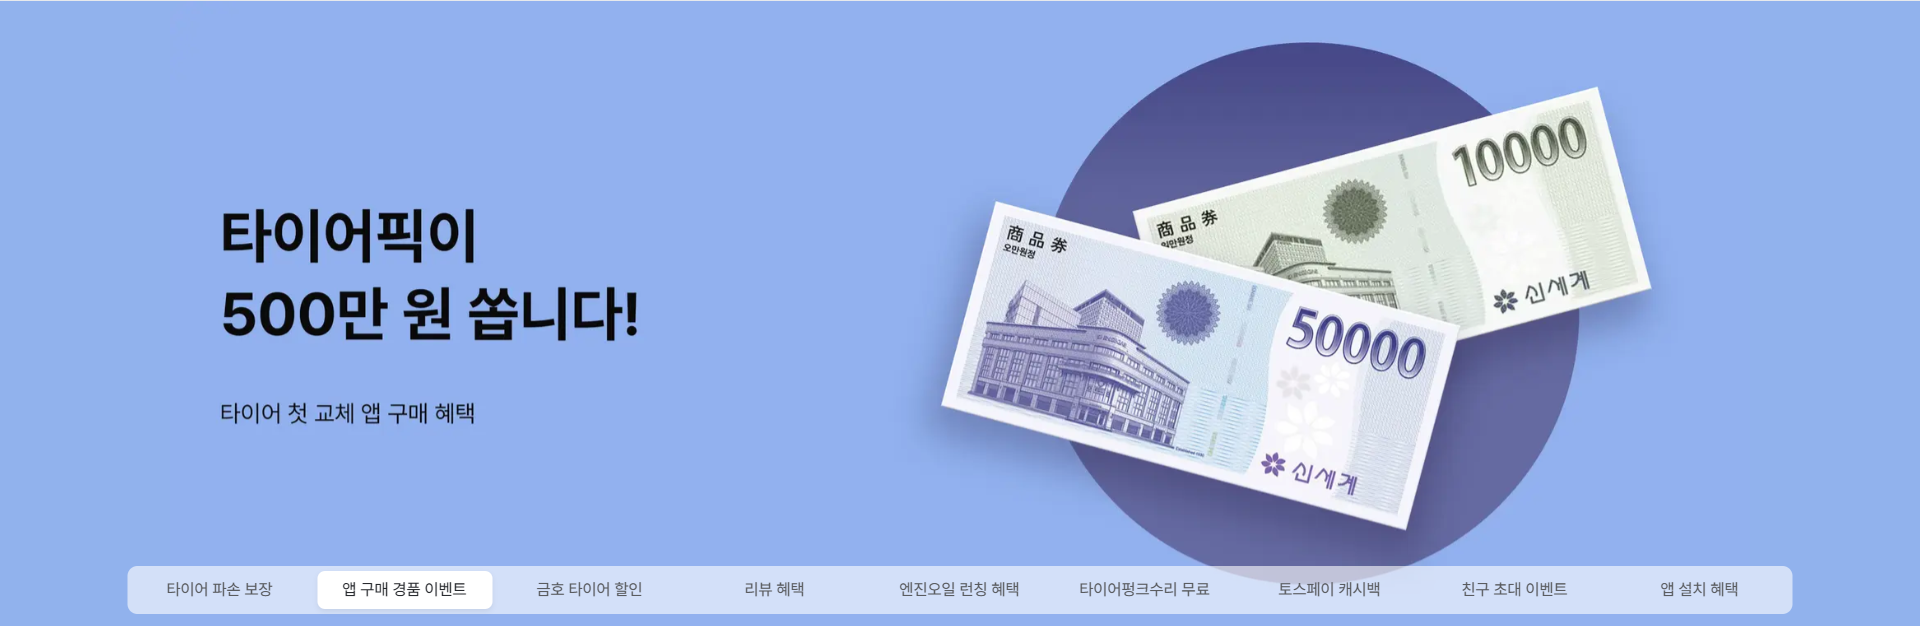 타이어픽이
500만 원 쏩니다!
타이어 첫 교체 앱 구매 혜택
商品券
일만원정
10000
신세계
商品券
오만원정
50000
신세계
타이어 파손 보장
앱 구매 경품 이벤트
금호 타이어 할인
리뷰 혜택
엔진오일 런칭 혜택
타이어펑크수리 무료
토스페이 캐시백
친구 초대 이벤트
앱 설치 혜택